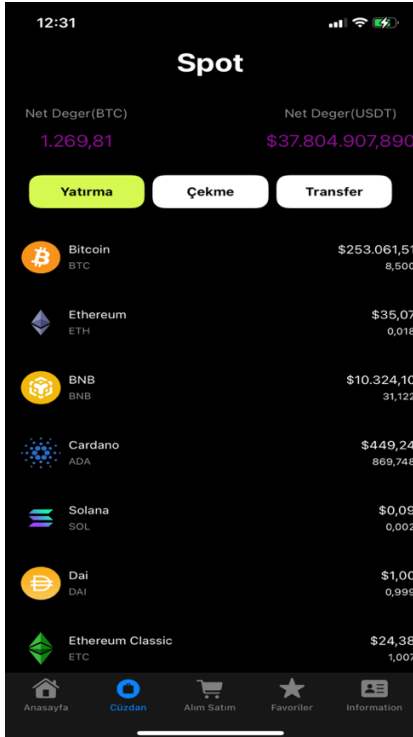 12:31
Spot
Net Deger(BTC) Net Deger(USDT)
1.269,81 $37.804.907,890
Yatırma Çekme Transfer
Bitcoin $253.061,51
BTC 8,500
Ethereum $35,07
ETH 0,018
BNB $10.324,10
BNB 31,122
Cardano $449,24
ADA 869,748
Solana $0,09
SOL 0,002
Dai $1,00
DAI 0,999
Ethereum Classic $24,38
ETC 1,007
Anasayfa Cüzdan Alım Satım Favoriler Information